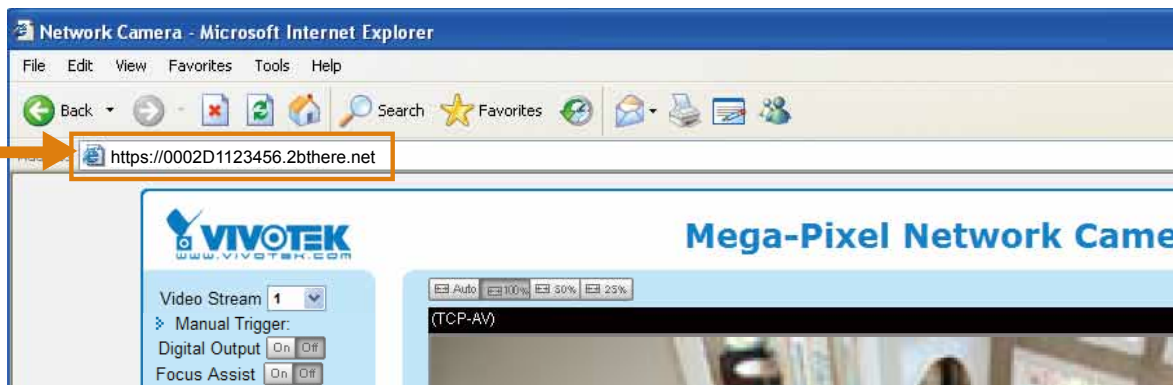 Network Camera - Microsoft Internet Explorer
File Edit View Favorites Tools Help
Back Search Favorites
https://0002D1123456.2bthere.net
VIVOTEK
www.vivotek.com
Mega-Pixel Network Came
Video Stream 1
Auto 100% 50% 25%
Manual Trigger:
(TCP-AV)
Digital Output On Off
Focus Assist On Off